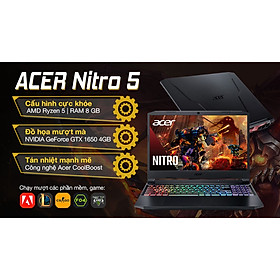 ACER Nitro 5
Cấu hình cực khỏe
AMD Ryzen 5 | RAM 8 GB
Đồ họa mượt mà
NVIDIA GeForce GTX 1650 4GB
Tản nhiệt mạnh mẽ
Công nghệ Acer CoolBoost
Chạy mượt các phần mềm, game:
acer
NITRO